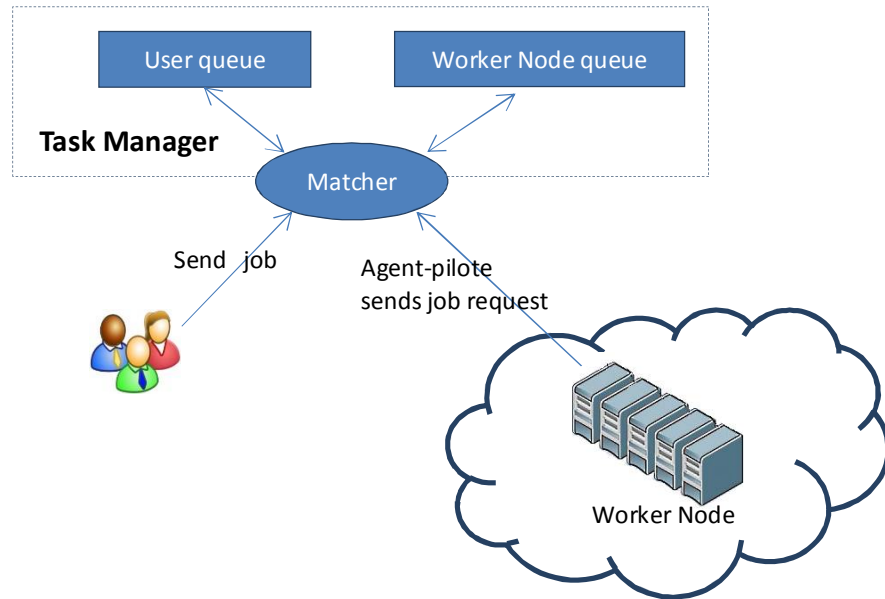 User queue
Worker Node queue
Task Manager
Matcher
Send job
Agent-pilote
sends job request
Worker Node